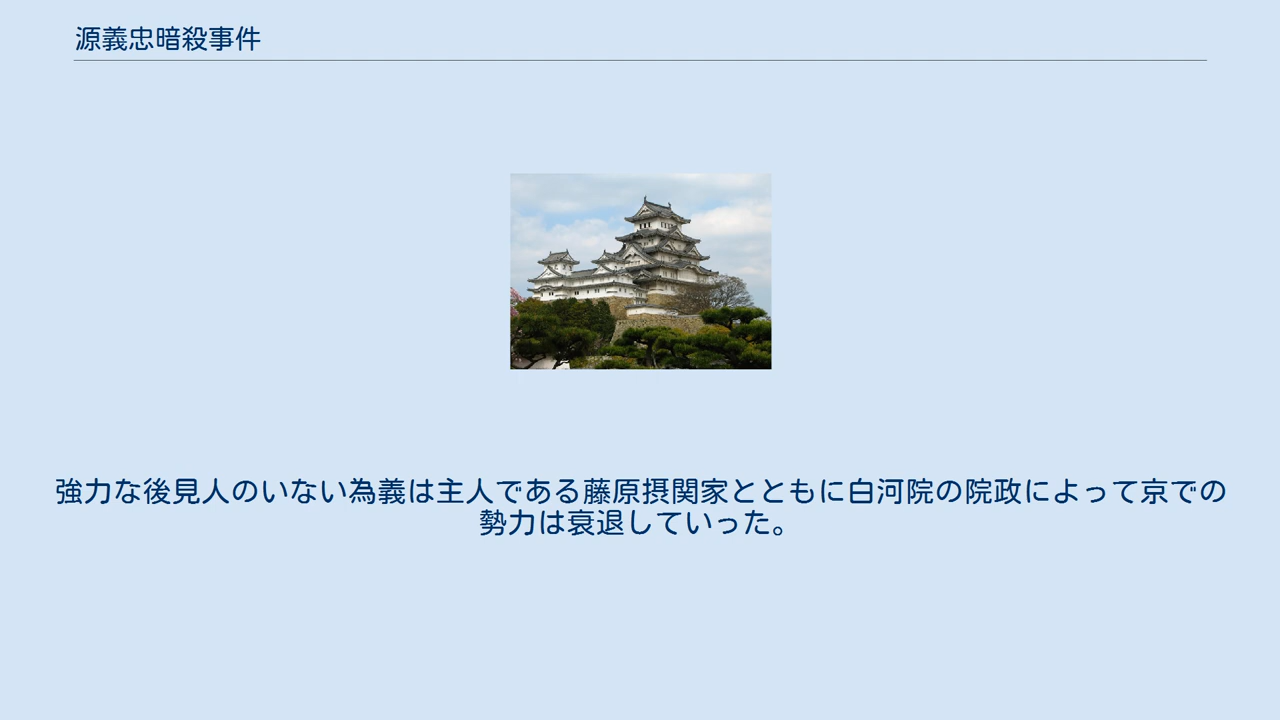 源義忠暗殺事件
強力な後見人のいない為義は主人である藤原摂関家とともに白河院の院政によって京での
勢力は衰退していった。